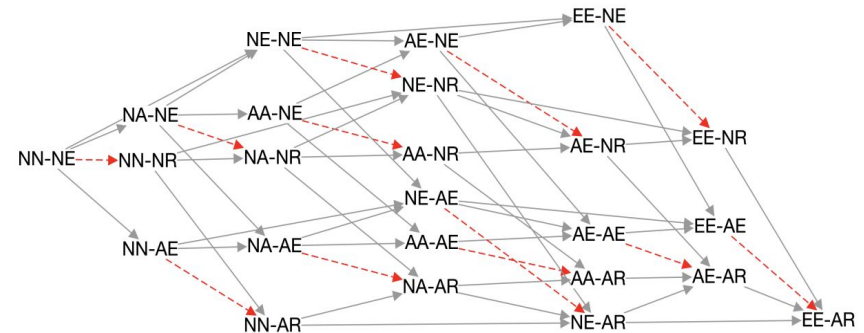 EE-NE
NE-NE
AE-NE
NE-NR
NA-NE
AA-NE
EE-NR
AE-NR
NN-NE
NN-NR
NA-NR
AA-NR
NE-AE
EE-AE
AE-AE
NN-AE
NA-AE
AA-AE
AA-AR
AE-AR
NA-AR
NN-AR
NE-AR
EE-AR